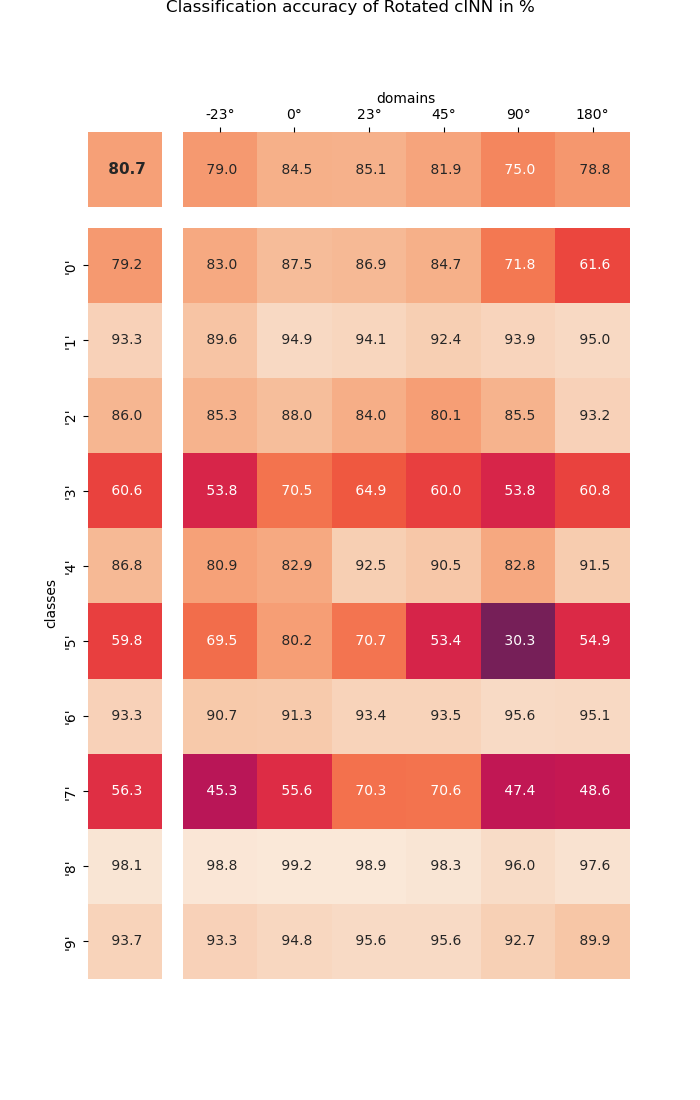 Classification accuracy of Rotated cINN in %
domains
-23° 0° 23° 45° 90° 180°
80.7 79.0 84.5 85.1 81.9 75.0 78.8
classes
'0' 79.2 83.0 87.5 86.9 84.7 71.8 61.6
'1' 93.3 89.6 94.9 94.1 92.4 93.9 95.0
'2' 86.0 85.3 88.0 84.0 80.1 85.5 93.2
'3' 60.6 53.8 70.5 64.9 60.0 53.8 60.8
'4' 86.8 80.9 82.9 92.5 90.5 82.8 91.5
'5' 59.8 69.5 80.2 70.7 53.4 30.3 54.9
'6' 93.3 90.7 91.3 93.4 93.5 95.6 95.1
'7' 56.3 45.3 55.6 70.3 70.6 47.4 48.6
'8' 98.1 98.8 99.2 98.9 98.3 96.0 97.6
'9' 93.7 93.3 94.8 95.6 95.6 92.7 89.9